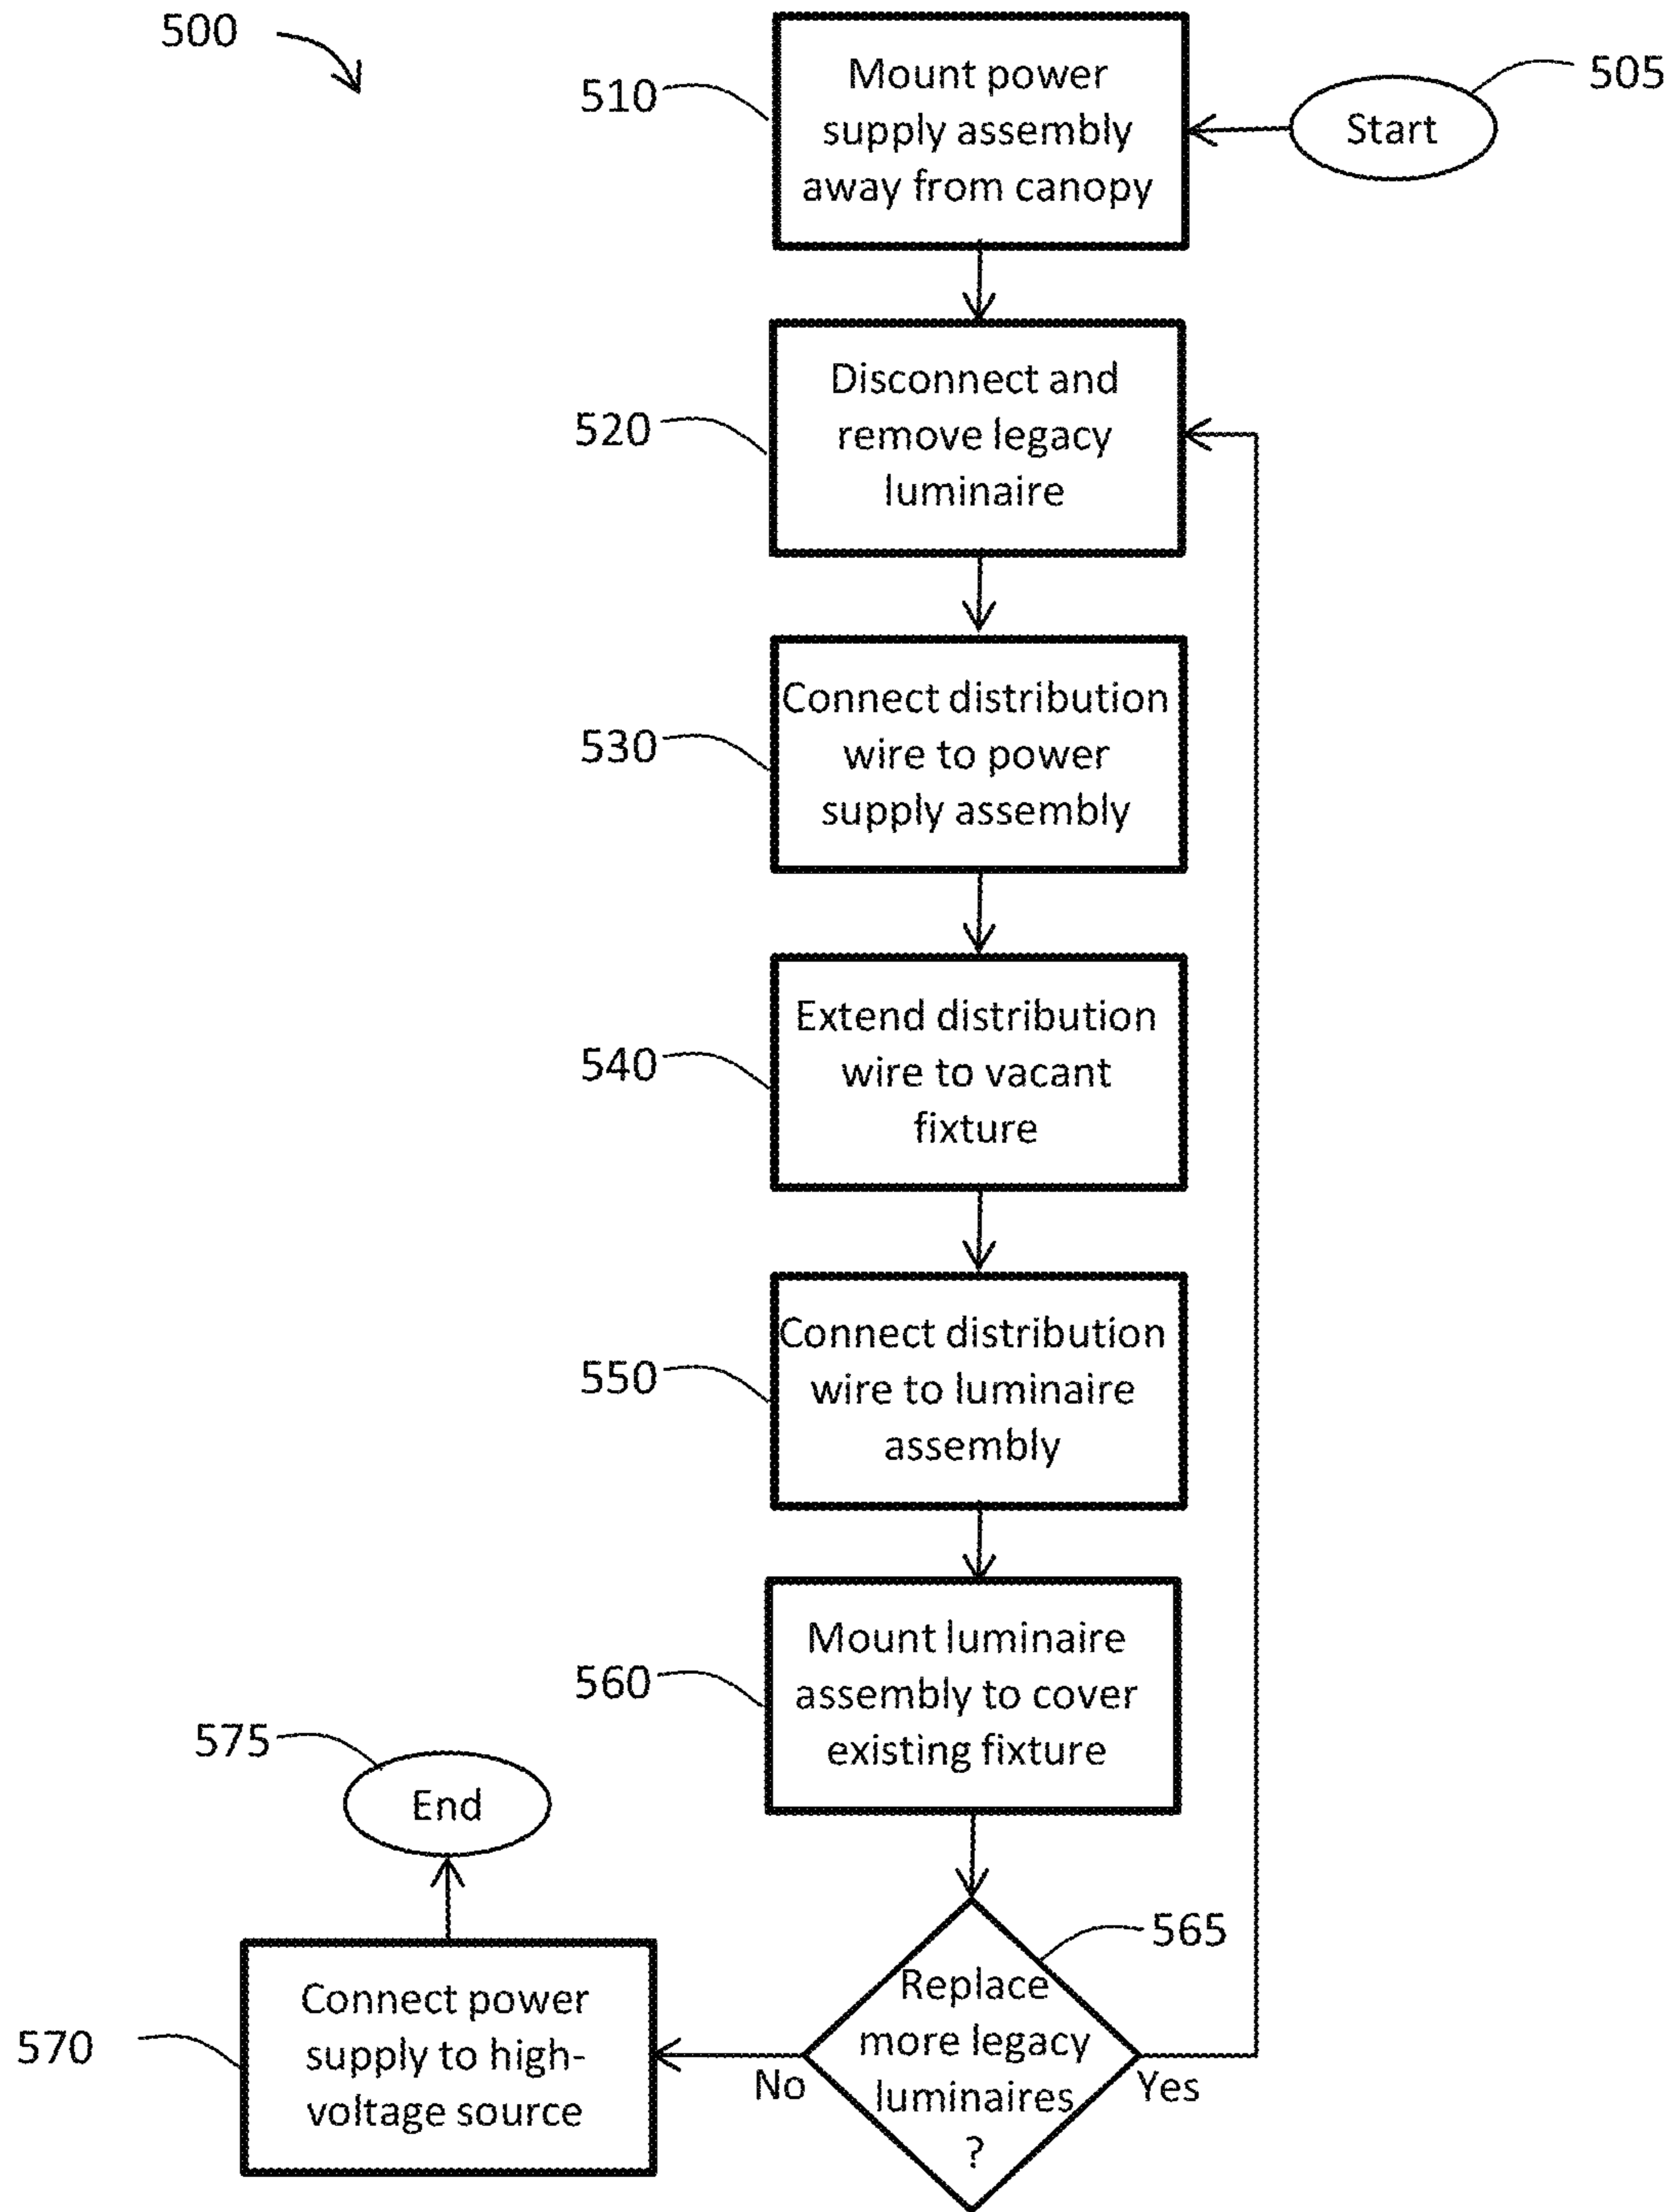 500
505
Start
510
Mount power
supply assembly
away from canopy
520
Disconnect and
remove legacy
luminaire
530
Connect distribution
wire to power
supply assembly
540
Extend distribution
wire to vacant
fixture
550
Connect distribution
wire to luminaire
assembly
560
Mount luminaire
assembly to cover
existing fixture
565
Replace
more legacy
luminaires
?
Yes
No
570
Connect power
supply to high-
voltage source
575
End